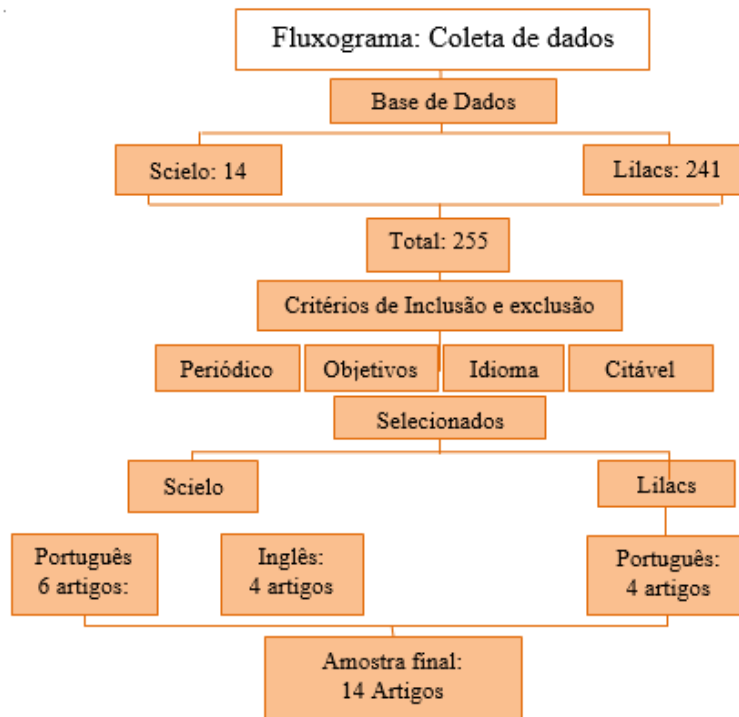 Fluxograma: Coleta de dados
Base de Dados
Scielo: 14
Lilacs: 241
Total: 255
Critérios de Inclusão e exclusão
Periódico
Objetivos
Idioma
Citável
Selecionados
Scielo
Lilacs
Português
6 artigos:
Inglês:
4 artigos
Português:
4 artigos
Amostra final:
14 Artigos